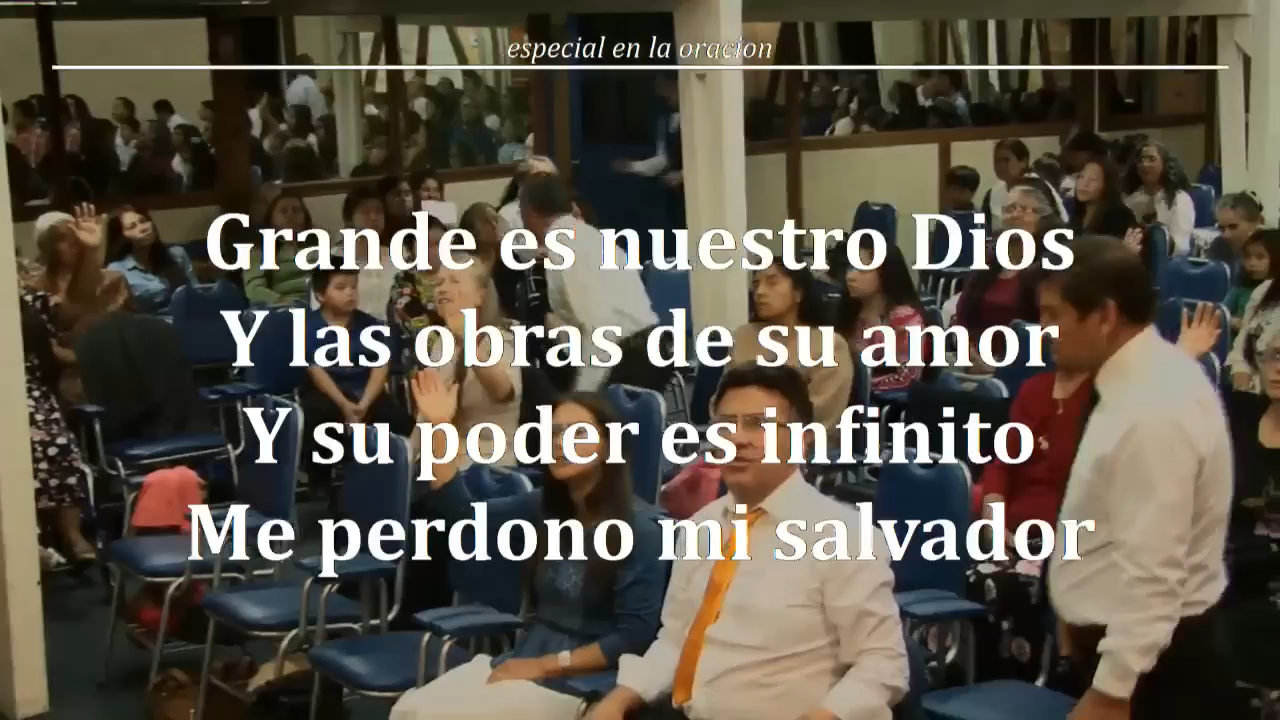 especial en la oracion
Grande es nuestro Dios
Y las obras de su amor
Y su poder es infinito
Me perdono mi salvador